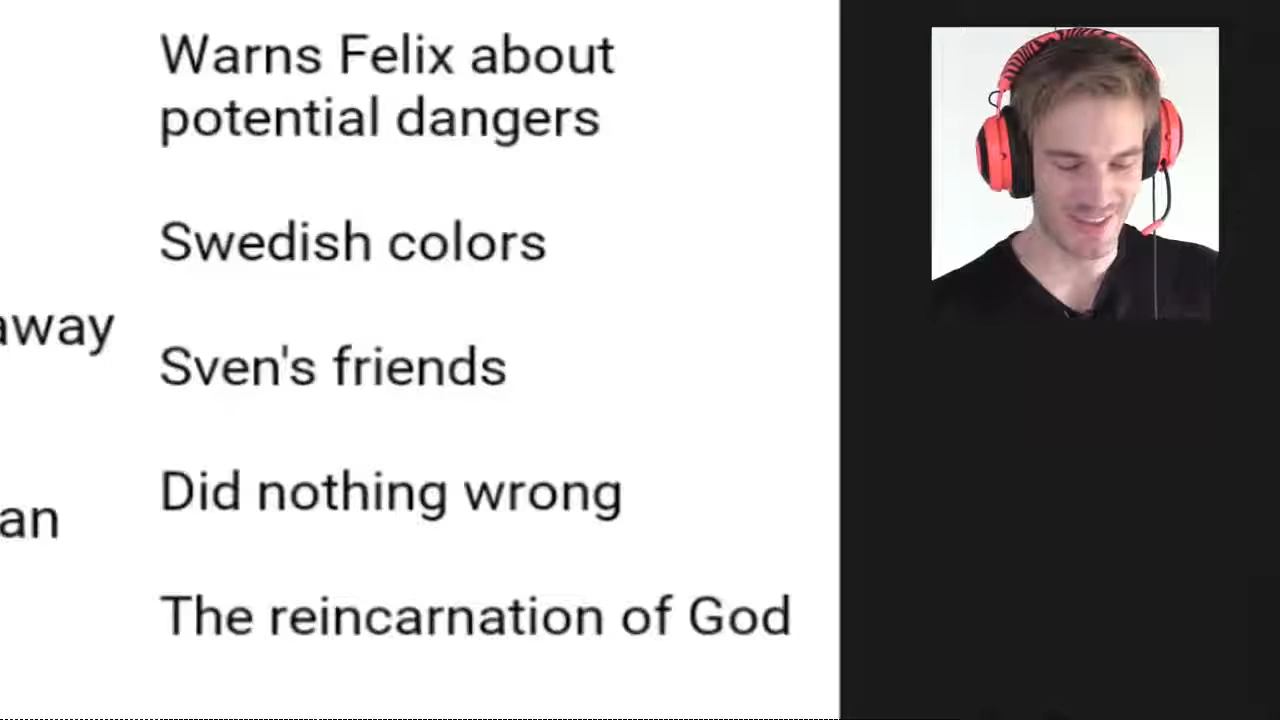 Warns Felix about
potential dangers
Swedish colors
away
Sven's friends
Did nothing wrong
an
The reincarnation of God